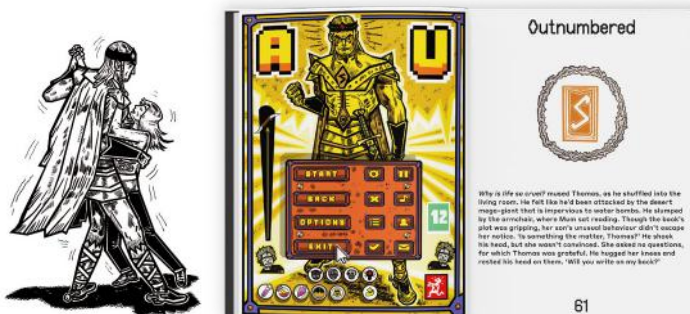 A U
START
BACK
OPTIONS
EXIT
12
Outnumbered
Why is life so cruel? mused Thomas, as he shuffled into the
living room. He felt like he'd been attacked by the desert
mage-giant that is impervious to water bombs. He slumped
by the armchair, where Mum sat reading. Though the book's
plot was gripping, her son's unusual behaviour didn't escape
her notice. 'Is something the matter, Thomas?' He shook
his head, but she wasn't convinced. She asked no questions,
for which Thomas was grateful. He hugged her knees and
rested his head on them. 'Will you write on my back?'
61